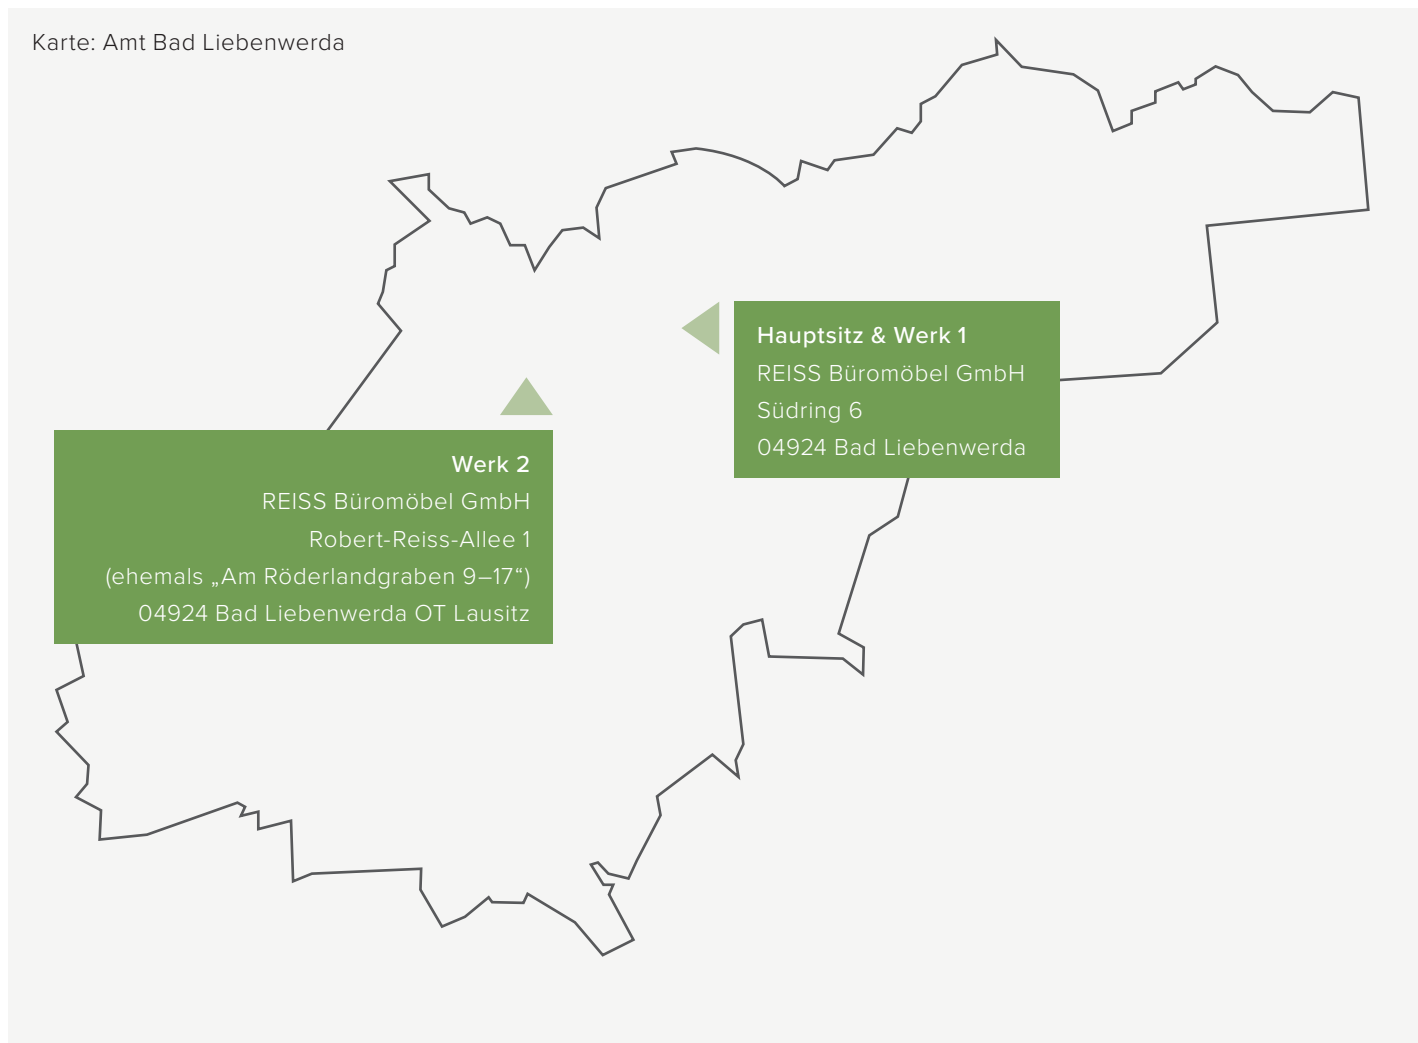 Karte: Amt Bad Liebenwerda
Hauptsitz & Werk 1
REISS Büromöbel GmbH
Südring 6
04924 Bad Liebenwerda
Werk 2
REISS Büromöbel GmbH
Robert-Reiss-Allee 1
(ehemals „Am Röderlandgraben 9–17“)
04924 Bad Liebenwerda OT Lausitz